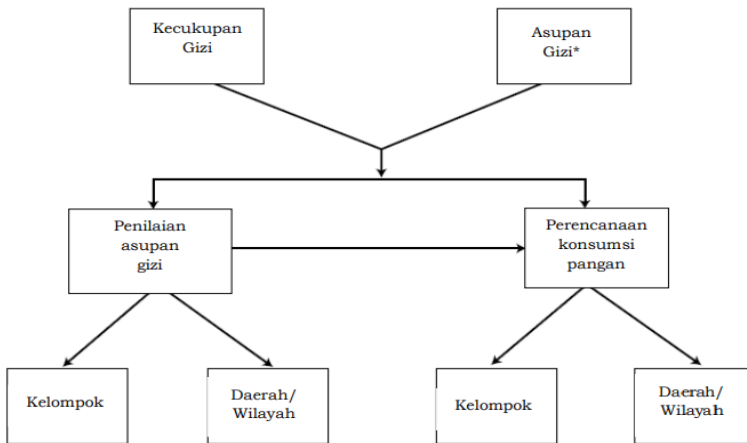 Kecukupan
Gizi
Asupan
Gizi*
Penilaian
asupan
gizi
Perencanaan
konsumsi
pangan
Kelompok
Daerah/
Wilayah
Kelompok
Daerah/
Wilayah